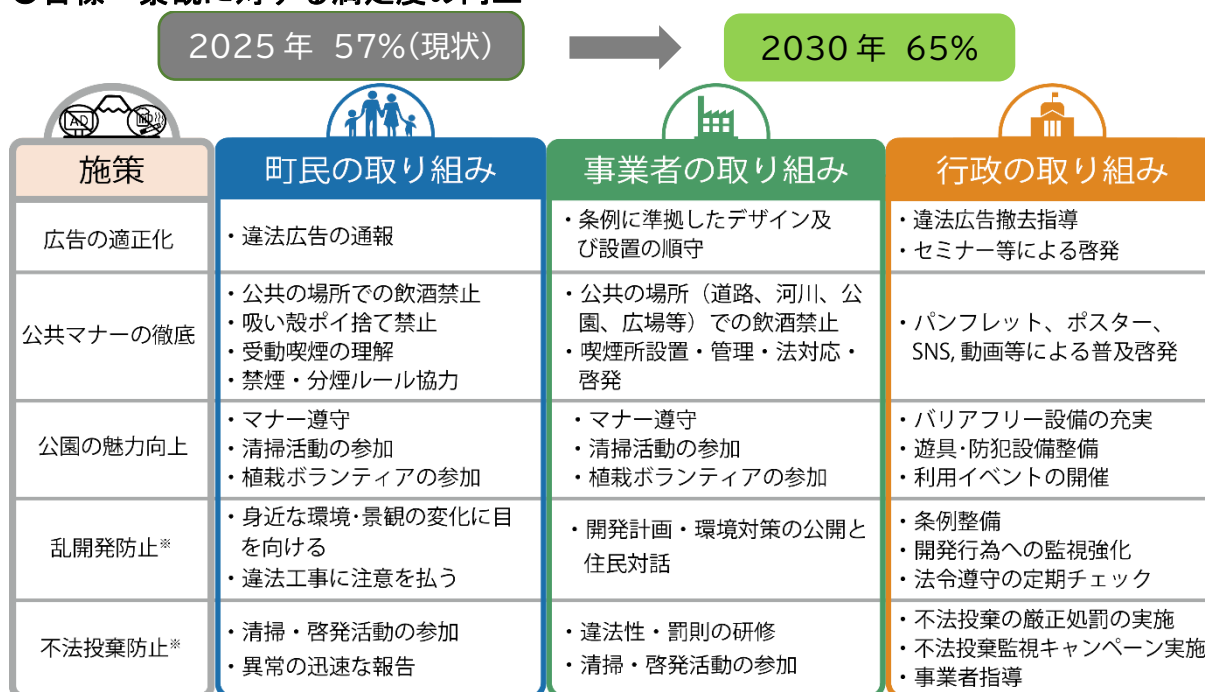 2025年 57%(現状)
2030年 65%
AD
施策
町民の取り組み
事業者の取り組み
行政の取り組み
広告の適正化
・違法広告の通報
・条例に準拠したデザイン及
び設置の順守
・違法広告撤去指導
・セミナー等による啓発
公共マナーの徹底
・公共の場所での飲酒禁止
・吸い殻ポイ捨て禁止
・受動喫煙の理解
・禁煙・分煙ルール協力
・公共の場所（道路、河川、公
園、広場等）での飲酒禁止
・喫煙所設置・管理・法対応・
啓発
・パンフレット、ポスター、
SNS,動画等による普及啓発
公園の魅力向上
・マナー遵守
・清掃活動の参加
・植栽ボランティアの参加
・マナー遵守
・清掃活動の参加
・植栽ボランティアの参加
・バリアフリー設備の充実
・遊具・防犯設備整備
・利用イベントの開催
乱開発防止※
・身近な環境・景観の変化に目
を向ける
・違法工事に注意を払う
・開発計画・環境対策の公開と
住民対話
・条例整備
・開発行為への監視強化
・法令遵守の定期チェック
不法投棄防止※
・清掃・啓発活動の参加
・異常の迅速な報告
・違法性・罰則の研修
・清掃・啓発活動の参加
・不法投棄の厳正処罰の実施
・不法投棄監視キャンペーン実施
・事業者指導